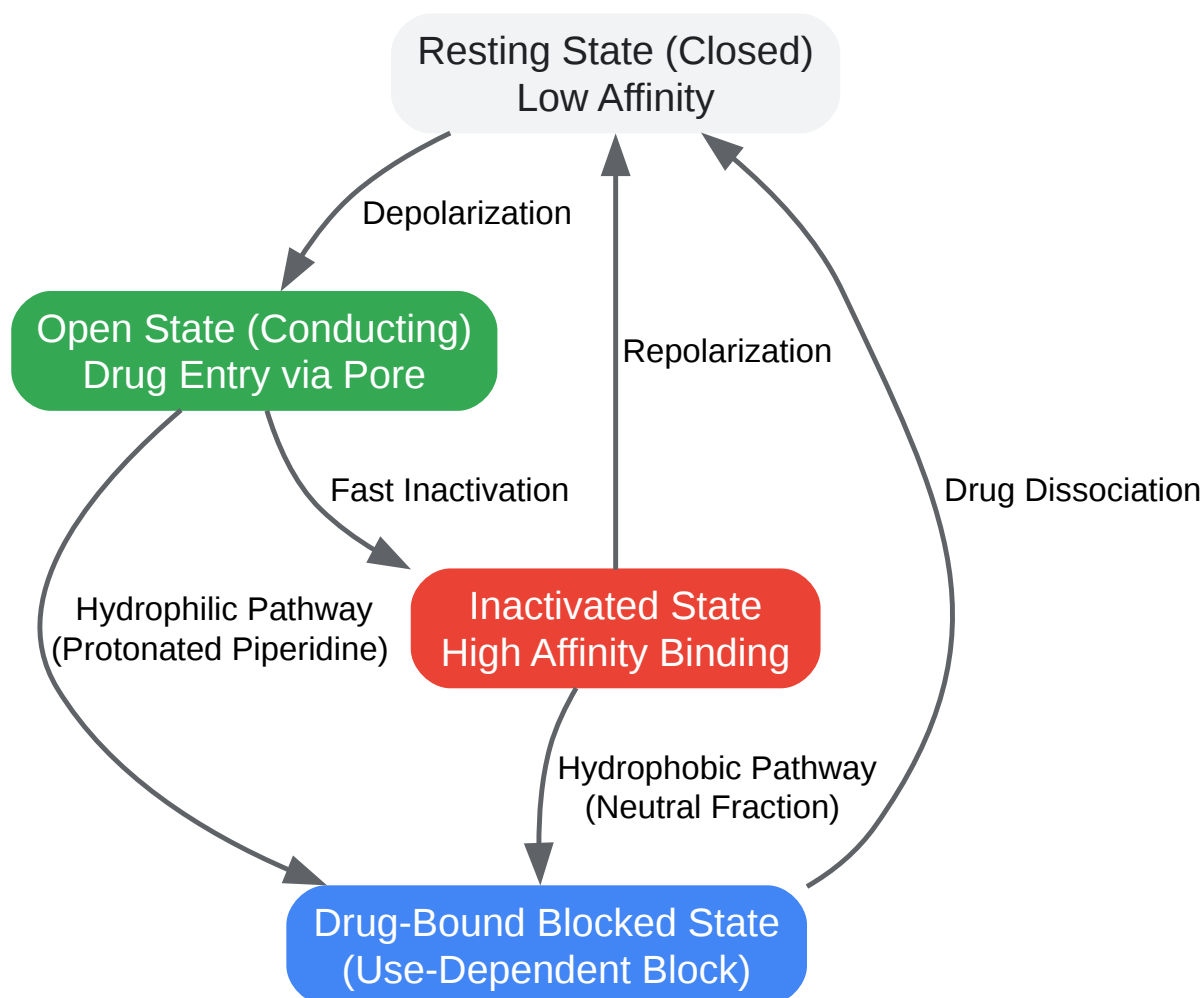 Resting State (Closed)
Low Affinity
Depolarization
Open State (Conducting)
Drug Entry via Pore
Repolarization
Fast Inactivation
Drug Dissociation
Hydrophilic Pathway
(Protonated Piperidine)
Inactivated State
High Affinity Binding
Hydrophobic Pathway
(Neutral Fraction)
Drug-Bound Blocked State
(Use-Dependent Block)